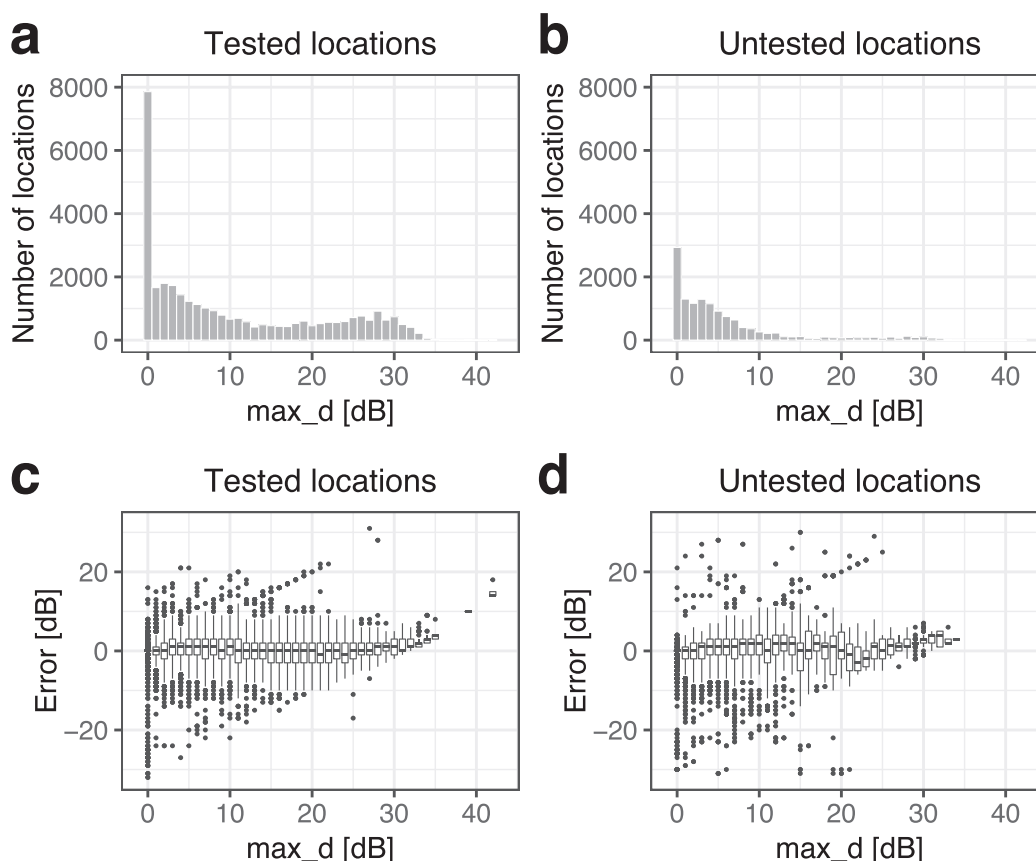 a
Tested locations
Number of locations
8000
6000
4000
2000
0
0 10 20 30 40
max_d [dB]
b
Untested locations
Number of locations
8000
6000
4000
2000
0
0 10 20 30 40
max_d [dB]
c
Tested locations
Error [dB]
20
0
−20
0 10 20 30 40
max_d [dB]
d
Untested locations
Error [dB]
20
0
−20
0 10 20 30 40
max_d [dB]